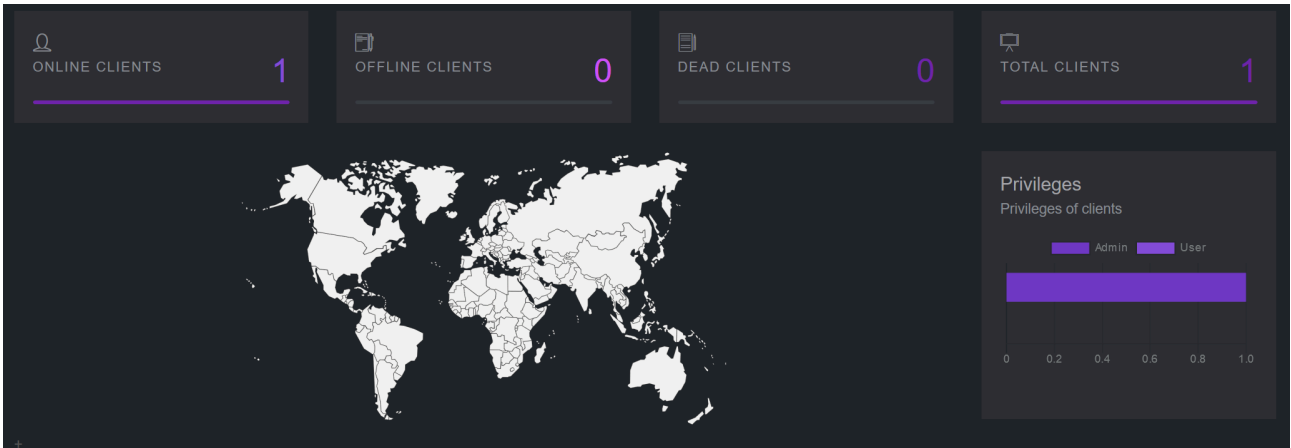 ONLINE CLIENTS
1
OFFLINE CLIENTS
0
DEAD CLIENTS
0
TOTAL CLIENTS
1
Privileges
Privileges of clients
Admin User
0 0.2 0.4 0.6 0.8 1.0
+